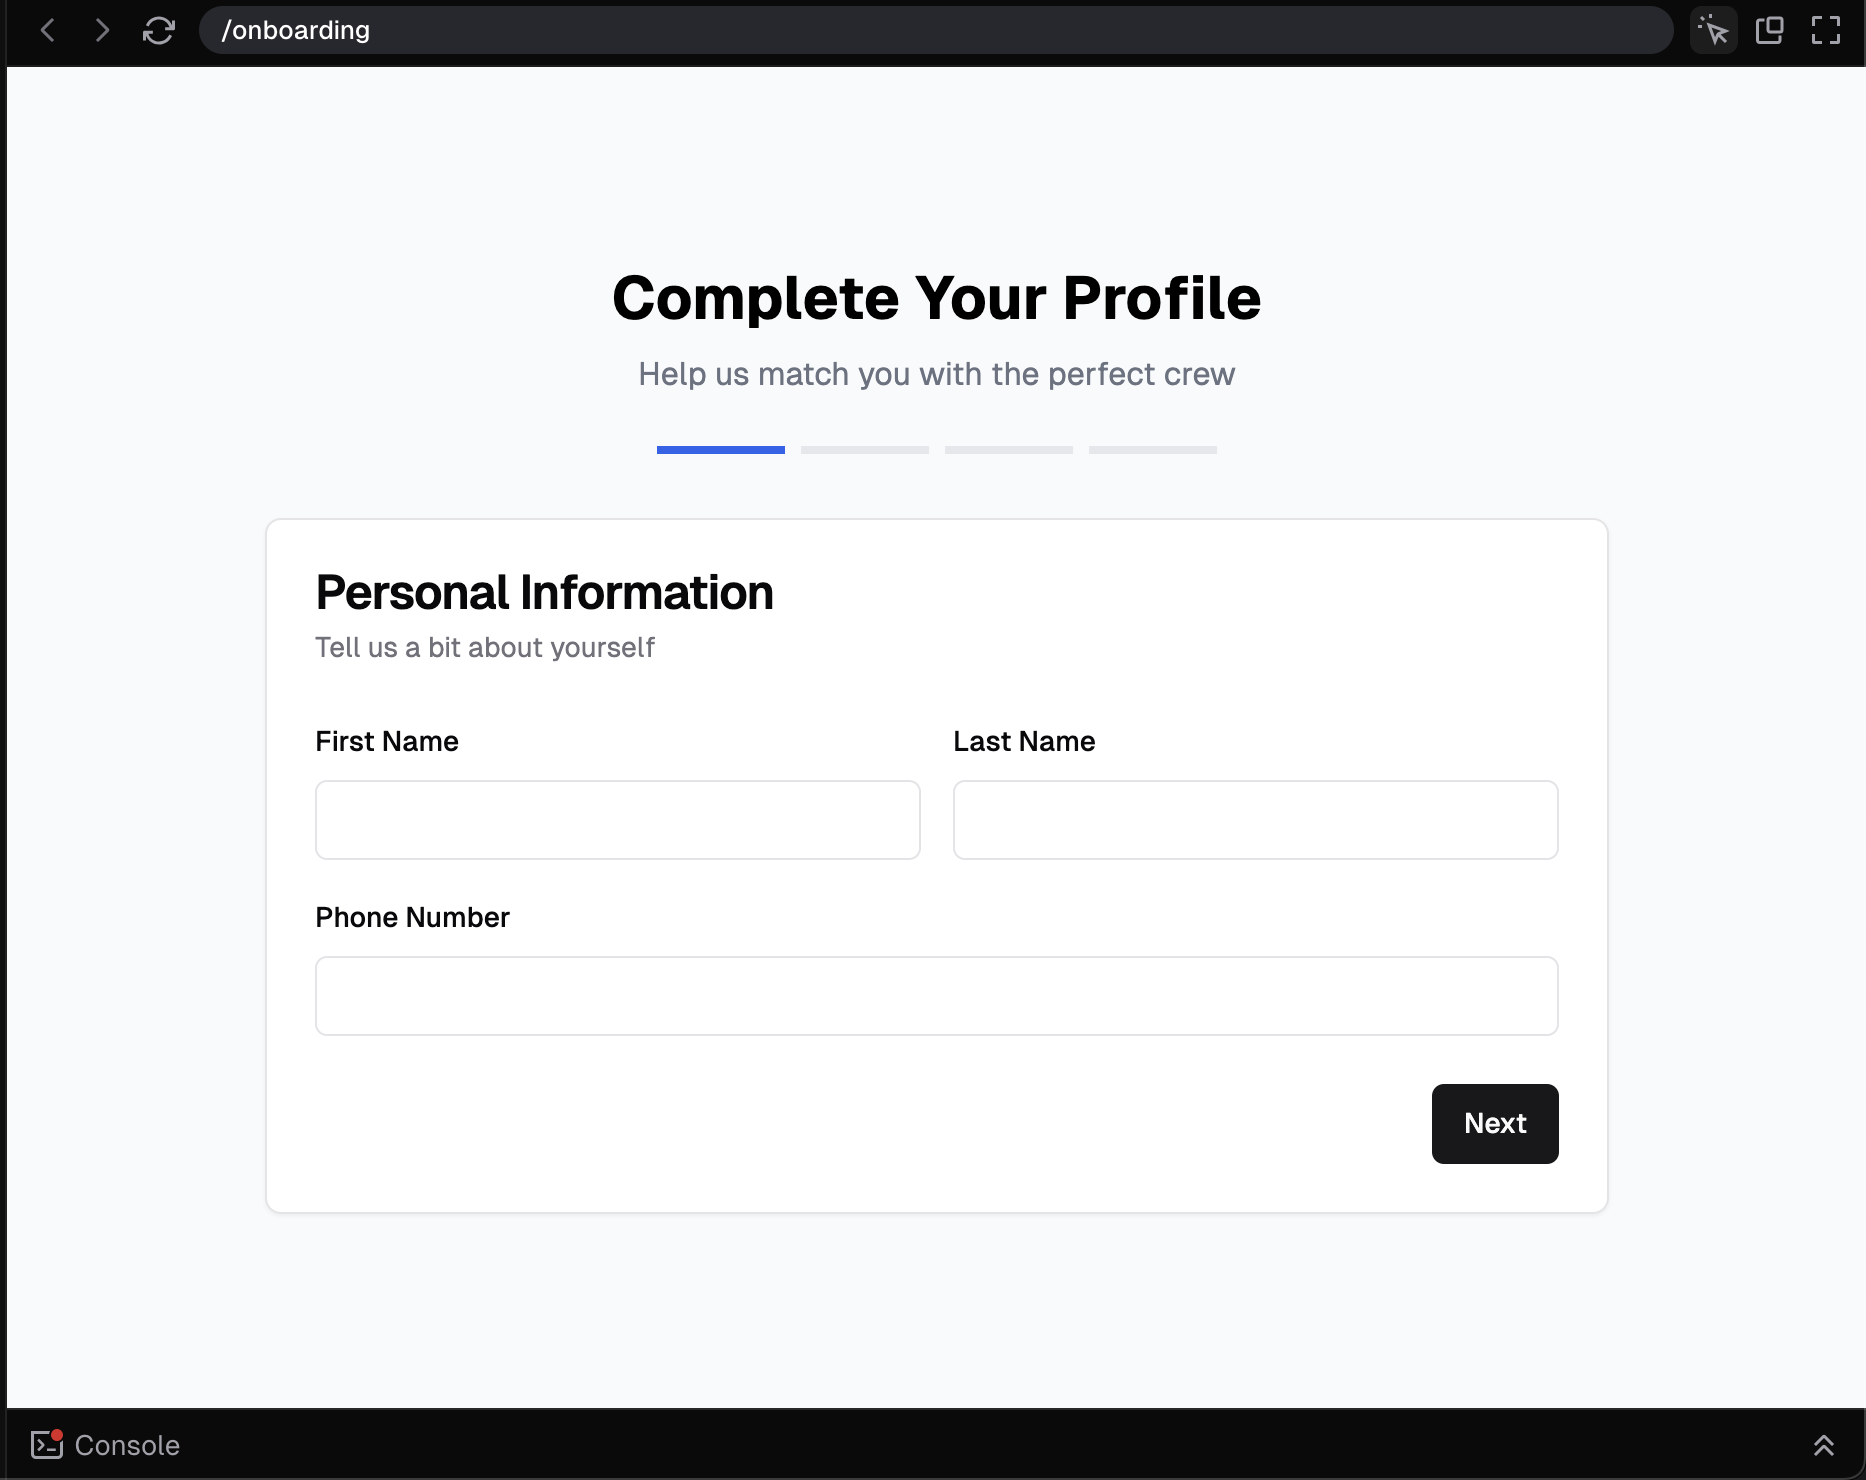 /onboarding
Complete Your Profile
Help us match you with the perfect crew
Personal Information
Tell us a bit about yourself
First Name
Last Name
Phone Number
Next
Console